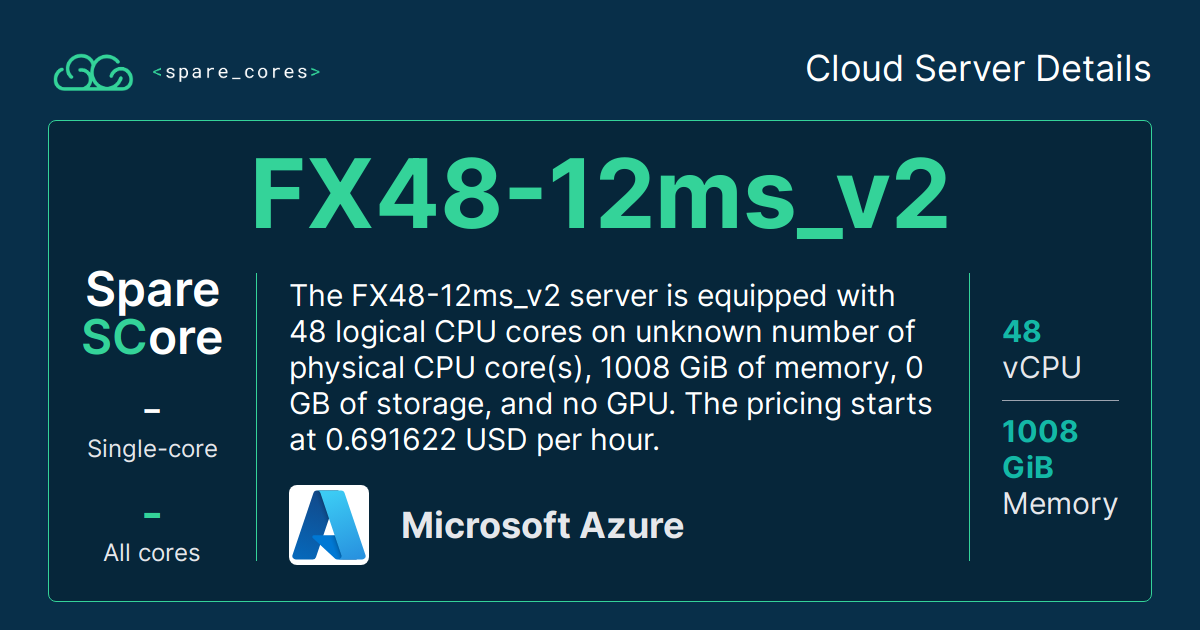 <spare_cores>
Cloud Server Details
FX48-12ms_v2
Spare
SCore
-
Single-core
-
All cores
The FX48-12ms_v2 server is equipped with
48 logical CPU cores on unknown number of
physical CPU core(s), 1008 GiB of memory, 0
GB of storage, and no GPU. The pricing starts
at 0.691622 USD per hour.
Microsoft Azure
48
vCPU
1008
GiB
Memory